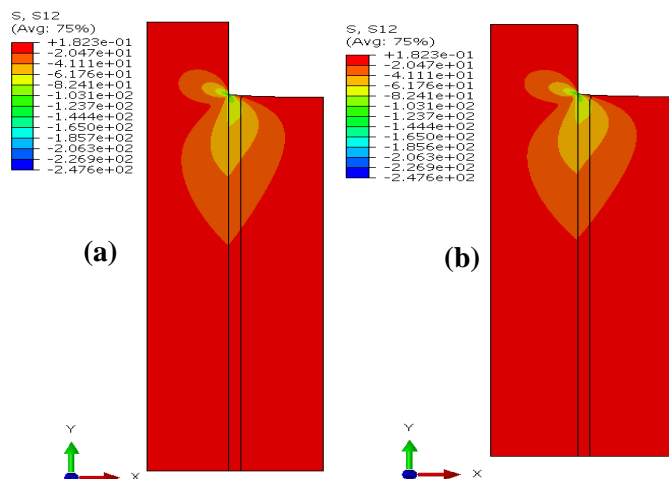 S, S12
(Avg: 75%)
+1.823e-01
-2.047e+01
-4.111e+01
-6.176e+01
-8.241e+01
-1.031e+02
-1.237e+02
-1.444e+02
-1.650e+02
-1.857e+02
-2.063e+02
-2.269e+02
-2.476e+02
(a)
Y
X
S, S12
(Avg: 75%)
+1.823e-01
-2.047e+01
-4.111e+01
-6.176e+01
-8.241e+01
-1.031e+02
-1.237e+02
-1.444e+02
-1.650e+02
-1.856e+02
-2.063e+02
-2.269e+02
-2.476e+02
(b)
Y
X